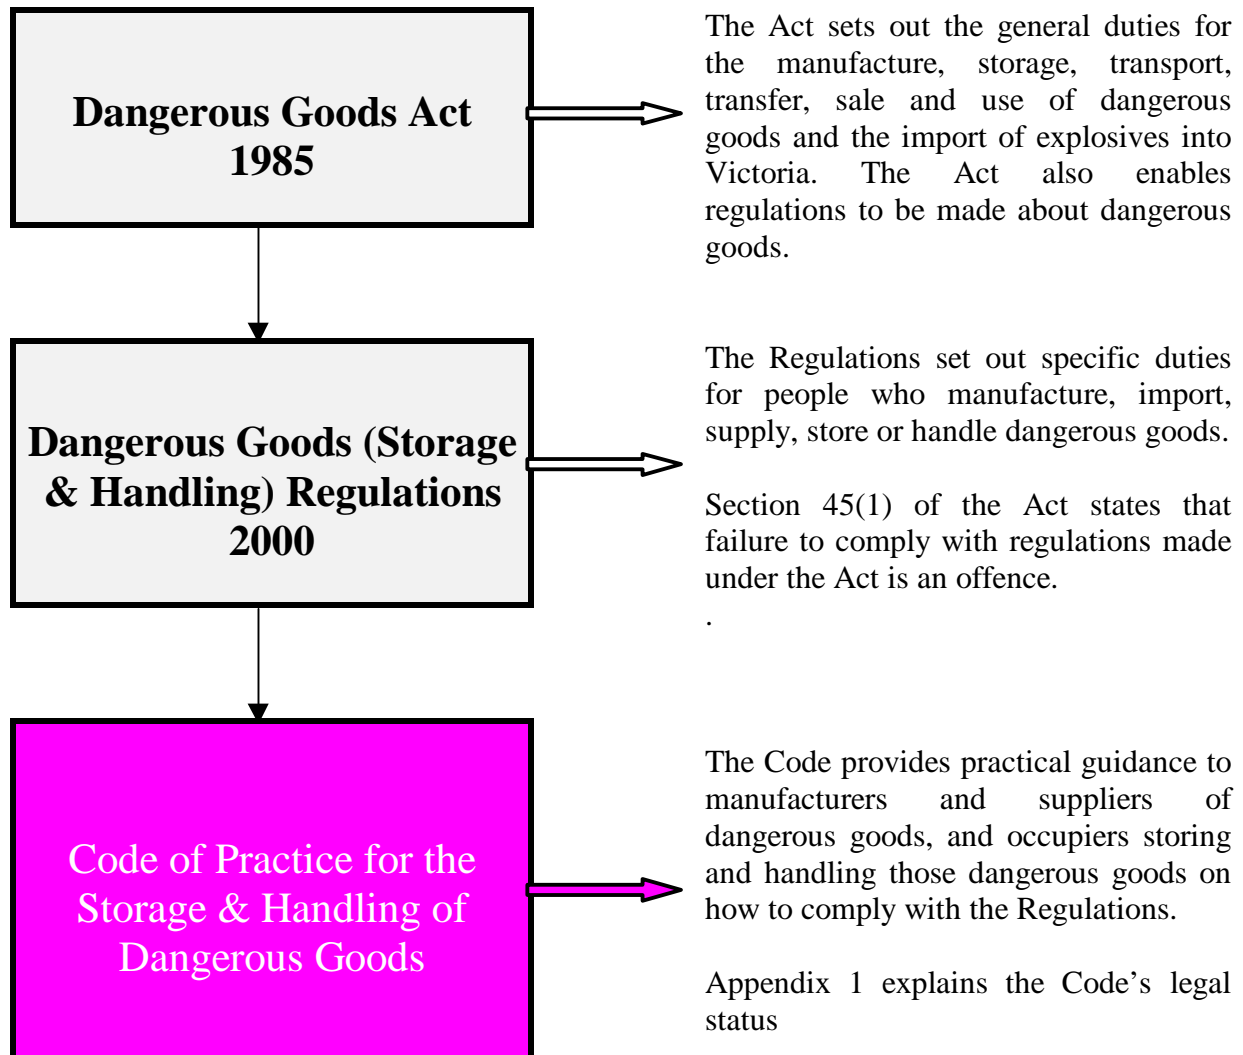 Dangerous Goods Act
1985
The Act sets out the general duties for
the manufacture, storage, transport,
transfer, sale and use of dangerous
goods and the import of explosives into
Victoria. The Act also enables
regulations to be made about dangerous
goods.
Dangerous Goods (Storage
& Handling) Regulations
2000
The Regulations set out specific duties
for people who manufacture, import,
supply, store or handle dangerous goods.
Section 45(1) of the Act states that
failure to comply with regulations made
under the Act is an offence.
.
Code of Practice for the
Storage & Handling of
Dangerous Goods
The Code provides practical guidance to
manufacturers and suppliers of
dangerous goods, and occupiers storing
and handling those dangerous goods on
how to comply with the Regulations.
Appendix 1 explains the Code’s legal
status